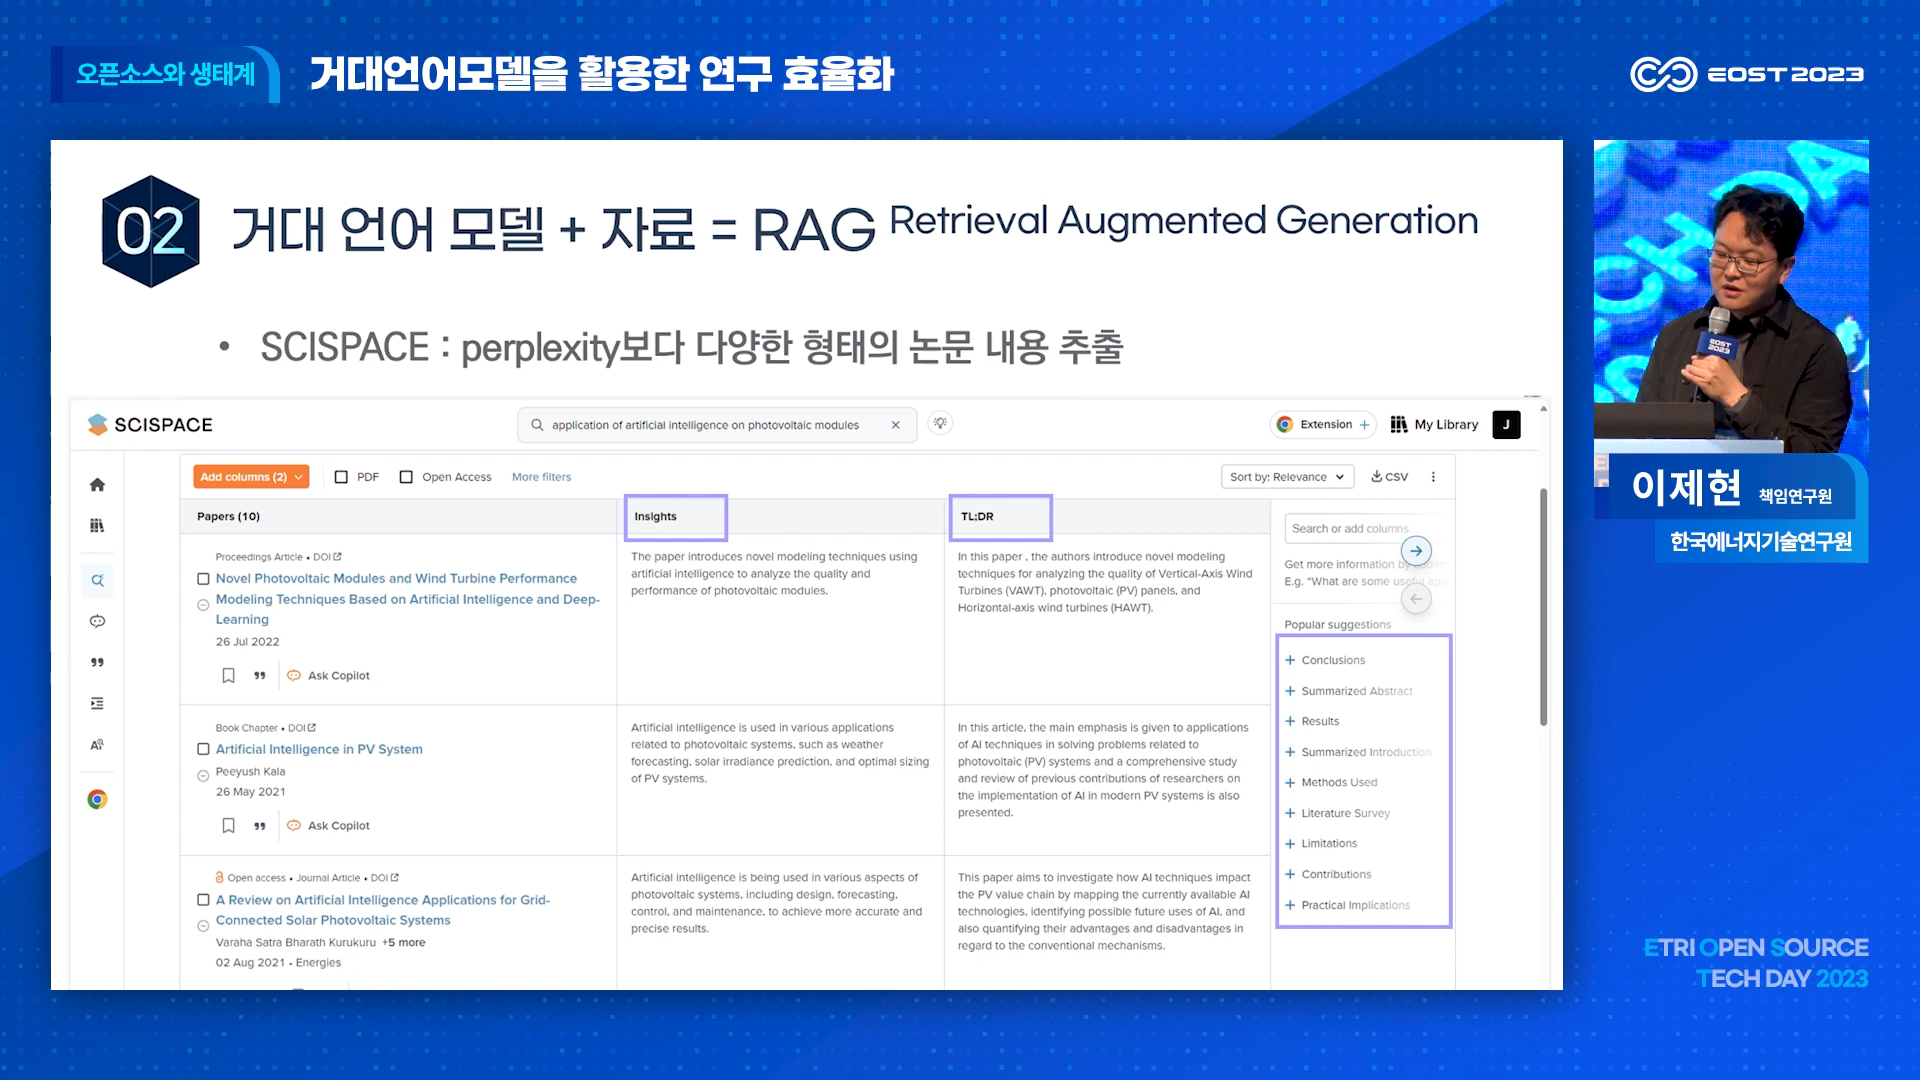 오픈소스와 생태계
거대언어모델을 활용한 연구 효율화
EOST 2023
02
거대 언어 모델 + 자료 = RAG Retrieval Augmented Generation
• SCISPACE : perplexity보다 다양한 형태의 논문 내용 추출
SCISPACE
application of artificial intelligence on photovoltaic modules
Extension
My Library
J
Add columns (2)
PDF
Open Access
More filters
Sort by: Relevance
CSV
Papers (10)
Insights
TL;DR
Search or add columns...
Proceedings Article • DOI
Novel Photovoltaic Modules and Wind Turbine Performance
Modeling Techniques Based on Artificial Intelligence and Deep-
Learning
26 Jul 2022
Ask Copilot
The paper introduces novel modeling techniques using
artificial intelligence to analyze the quality and
performance of photovoltaic modules.
In this paper , the authors introduce novel modeling
techniques for analyzing the quality of Vertical-Axis Wind
Turbines (VAWT), photovoltaic (PV) panels, and
Horizontal-axis wind turbines (HAWT).
Get more information by
E.g. “What are some useful
Popular suggestions
+ Conclusions
+ Summarized Abstract
+ Results
+ Summarized Introduction
+ Methods Used
+ Literature Survey
+ Limitations
+ Contributions
+ Practical Implications
Book Chapter • DOI
Artificial Intelligence in PV System
Peeyush Kala
26 May 2021
Ask Copilot
Artificial intelligence is used in various applications
related to photovoltaic systems, such as weather
forecasting, solar irradiance prediction, and optimal sizing
of PV systems.
In this article, the main emphasis is given to applications
of AI techniques in solving problems related to
photovoltaic (PV) systems and a comprehensive study
and review of previous contributions of researchers on
the implementation of AI in modern PV systems is also
presented.
Open access • Journal Article • DOI
A Review on Artificial Intelligence Applications for Grid-
Connected Solar Photovoltaic Systems
Varaha Satra Bharath Kurukuru +5 more
02 Aug 2021 - Energies
Artificial intelligence is being used in various aspects of
photovoltaic systems, including design, forecasting,
control, and maintenance, to achieve more accurate and
precise results.
This paper aims to investigate how AI techniques impact
the PV value chain by mapping the currently available AI
technologies, identifying possible future uses of AI, and
also quantifying their advantages and disadvantages in
regard to the conventional mechanisms.
EOST
2023
이제현 책임연구원
한국에너지기술연구원
ETRI OPEN SOURCE
TECH DAY 2023